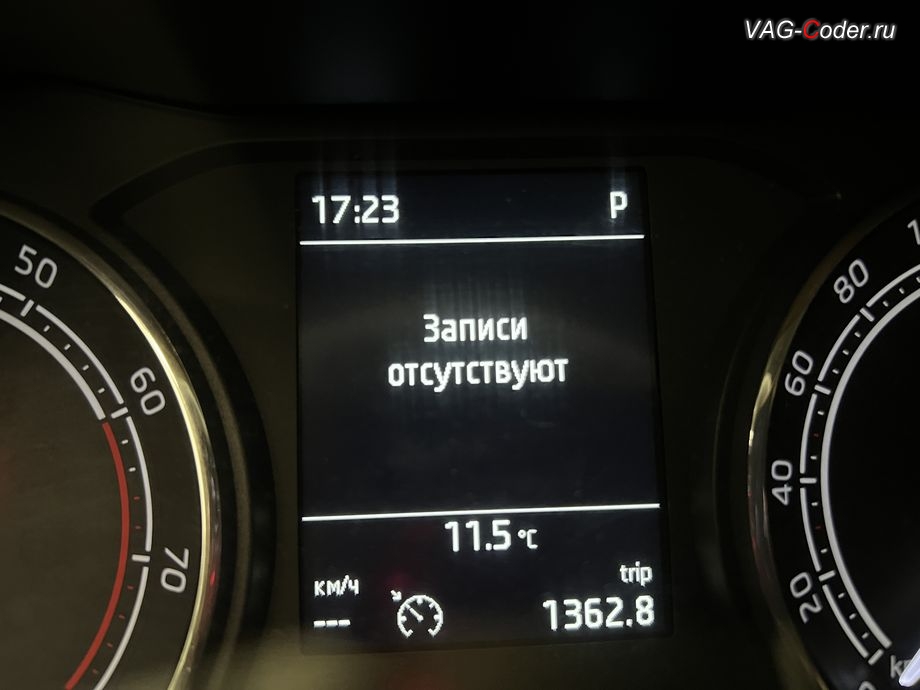 VAG-Coder.ru
17:23 P
Записи
отсутствуют
11.5 °C
км/ч trip
--- 1362.8
50
60
70
80
60
40
20